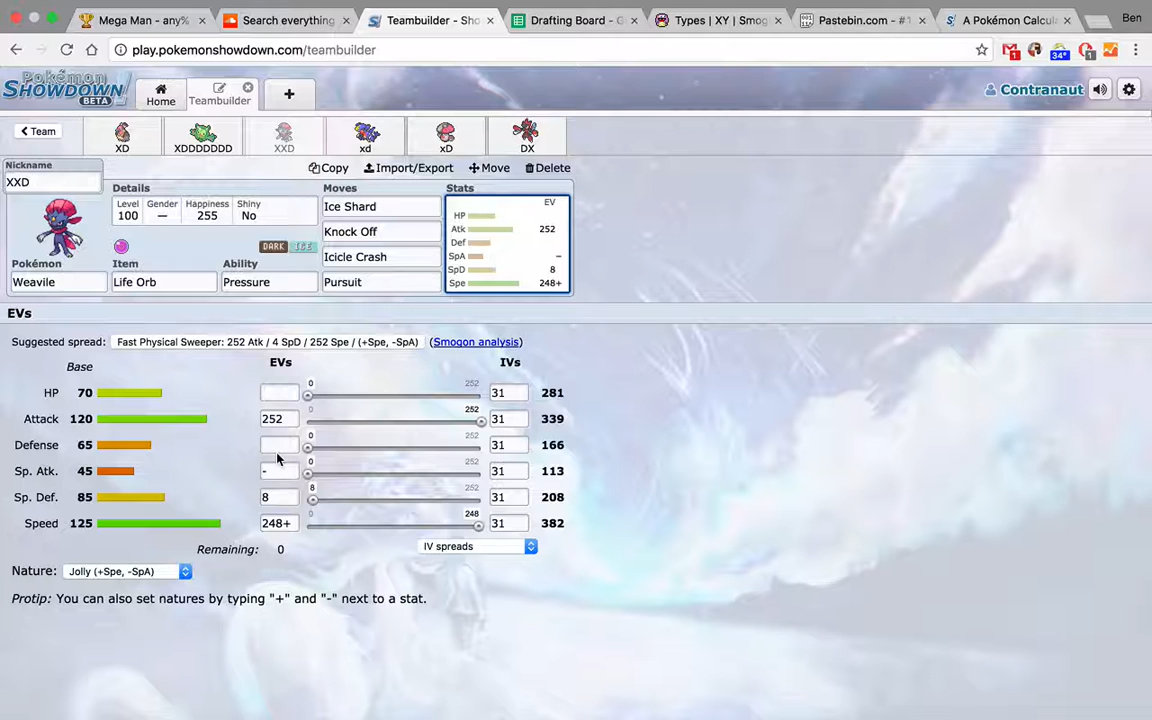 Mega Man - any%
Search everything
Teambuilder - Sho
Drafting Board - G
Types | XY | Smog
Pastebin.com - #1
A Pokémon Calcu
Ben
play.pokemonshowdown.com/teambuilder
1
34°
1
Pokémon
SHOWDOWN!
BETA
Home
Teambuilder
+
Contranaut
< Team
XD
XDDDDDDD
XXD
xd
xD
DX
Copy
Import/Export
Move
Delete
Nickname
XXD
Details
Level Gender Happiness Shiny
100 — 255 No
DARK ICE
Pokémon Item Ability
Weavile Life Orb Pressure
Moves
Ice Shard
Knock Off
Icicle Crash
Pursuit
Stats
EV
HP
Atk 252
Def
SpA –
SpD 8
Spe 248+
EVs
Suggested spread: Fast Physical Sweeper: 252 Atk / 4 SpD / 252 Spe / (+Spe, -SpA) (Smogon analysis)
Base EVs IVs
HP 70 0 252 31 281
Attack 120 252 0 252 31 339
Defense 65 0 252 31 166
Sp. Atk. 45 - 0 252 31 113
Sp. Def. 85 8 8 252 31 208
Speed 125 248+ 0 248 31 382
Remaining: 0 IV spreads
Nature: Jolly (+Spe, -SpA)
Protip: You can also set natures by typing "+" and "-" next to a stat.